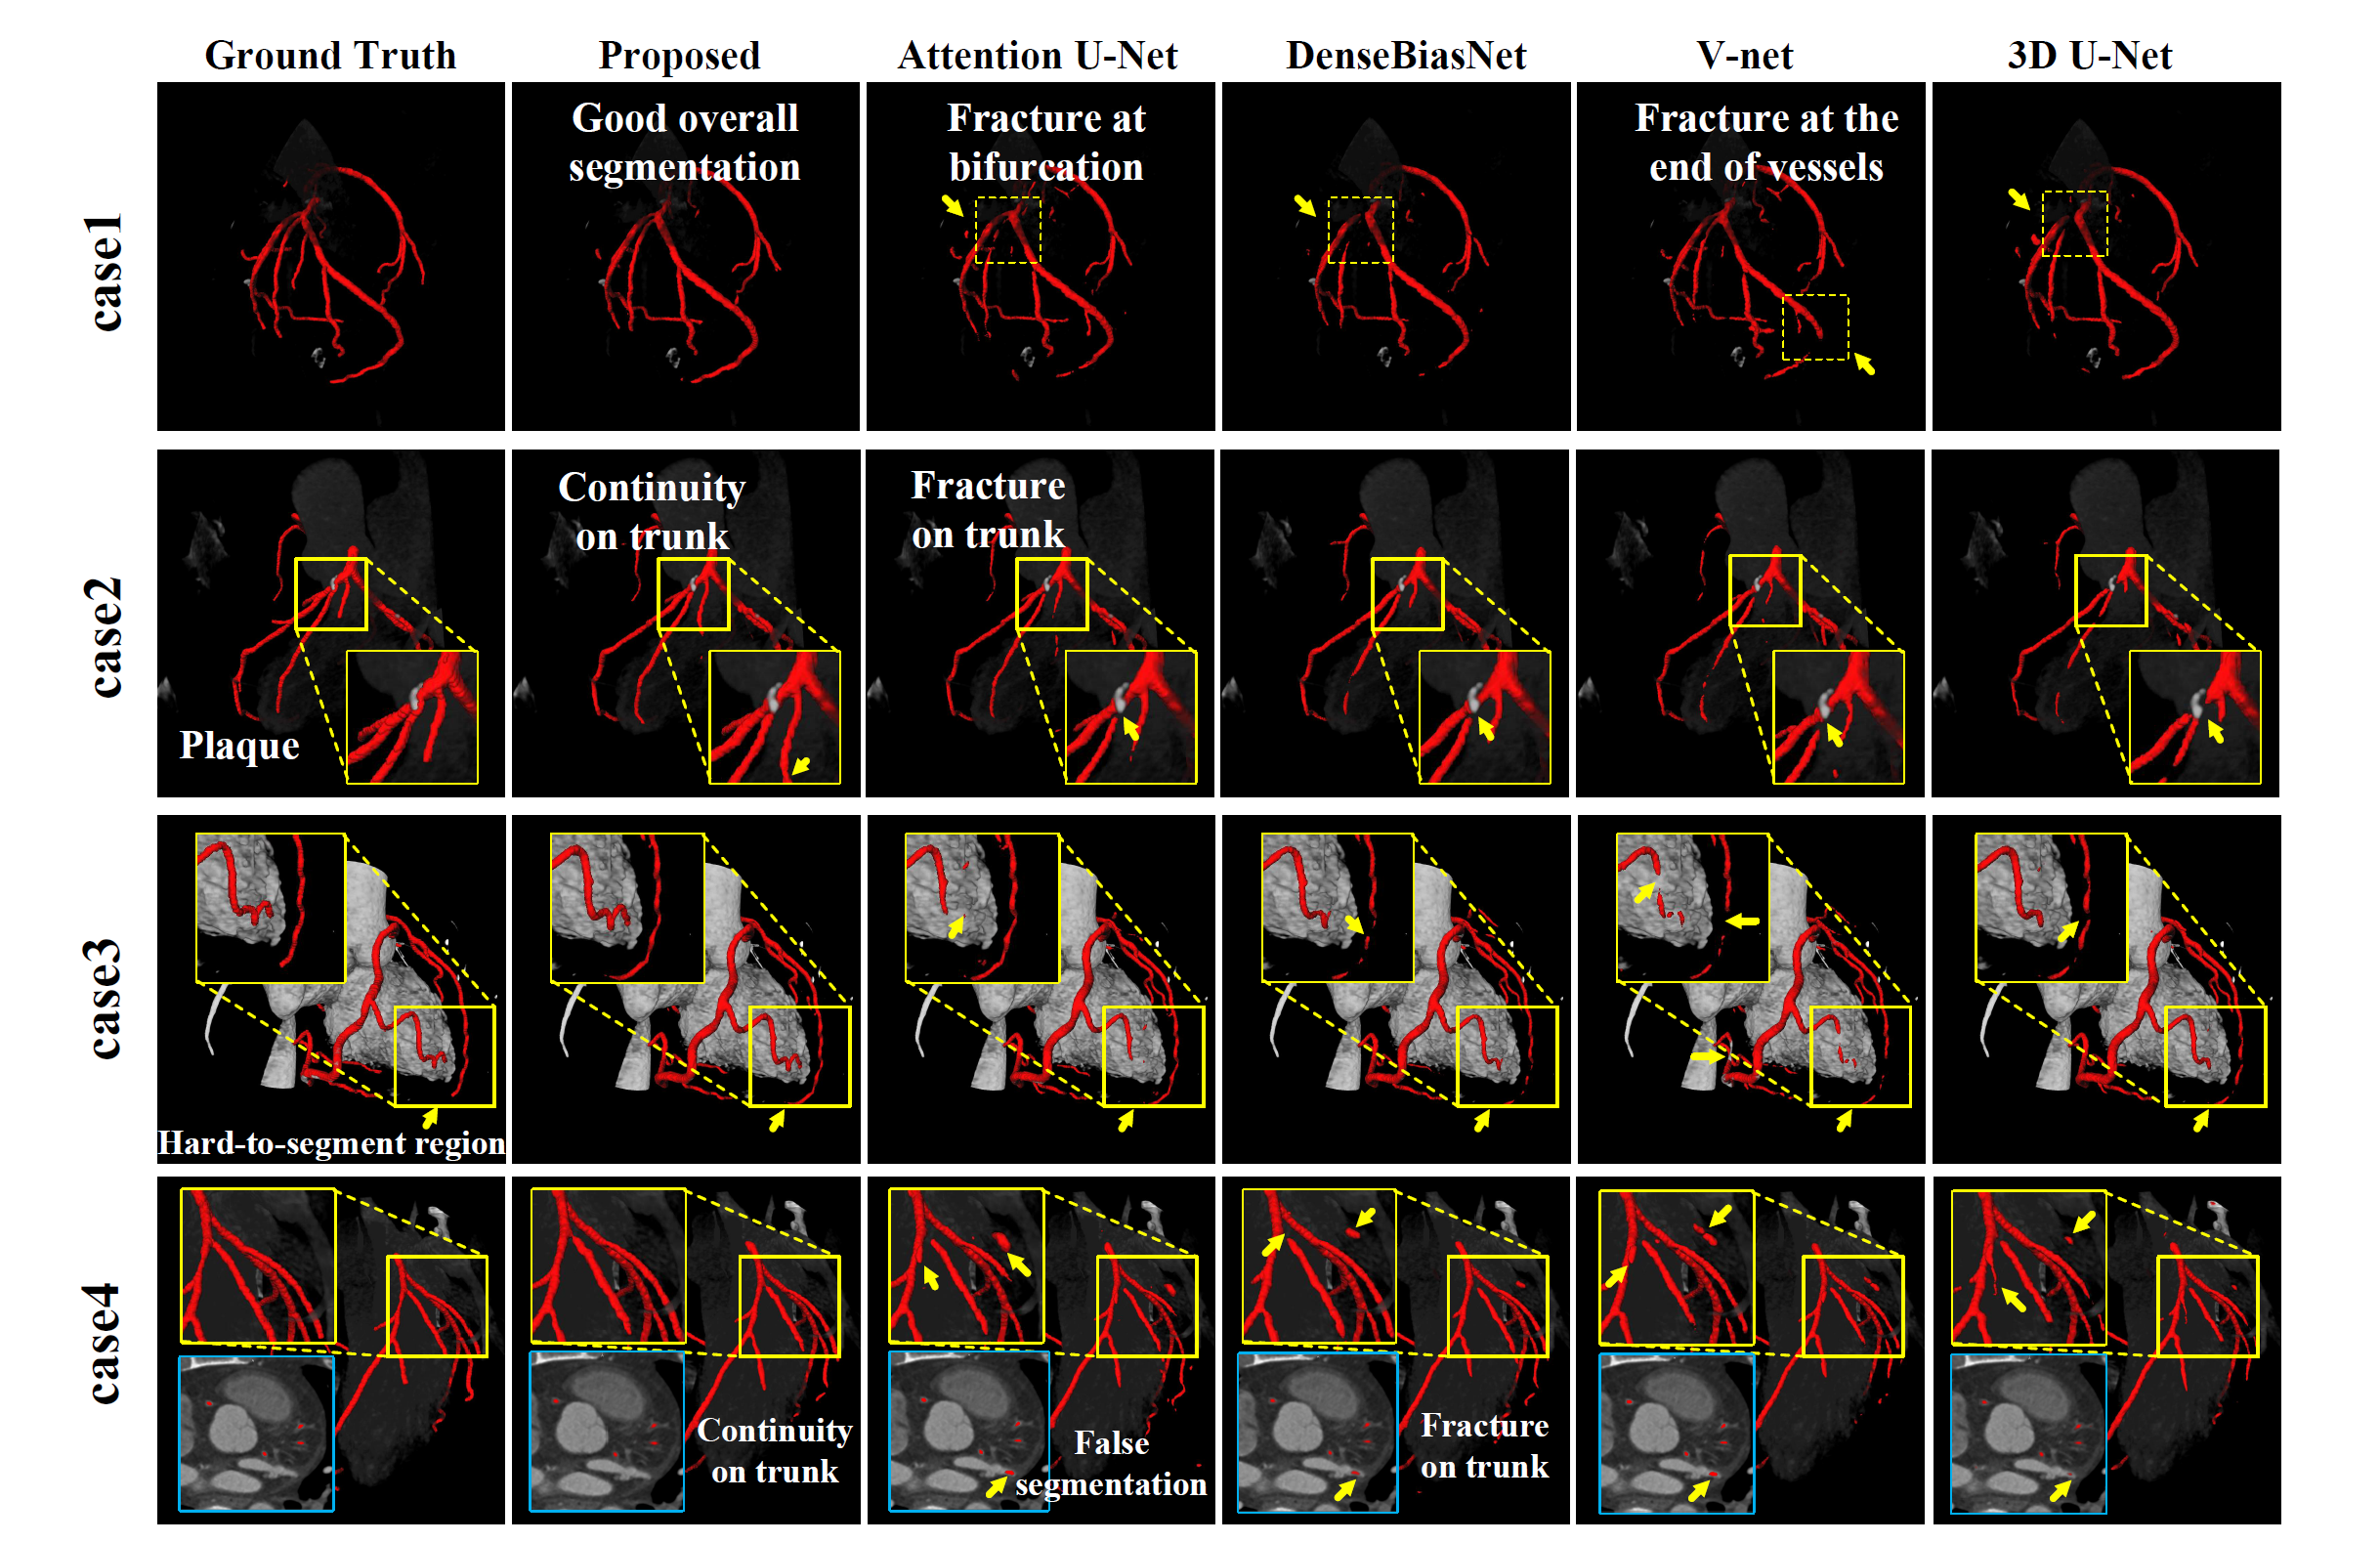 Ground Truth
Proposed
Attention U-Net
DenseBiasNet
V-net
3D U-Net
case1
Good overall
segmentation
Fracture at
bifurcation
Fracture at the
end of vessels
case2
Plaque
Continuity
on trunk
Fracture
on trunk
case3
Hard-to-segment region
case4
Continuity
on trunk
False
segmentation
Fracture
on trunk